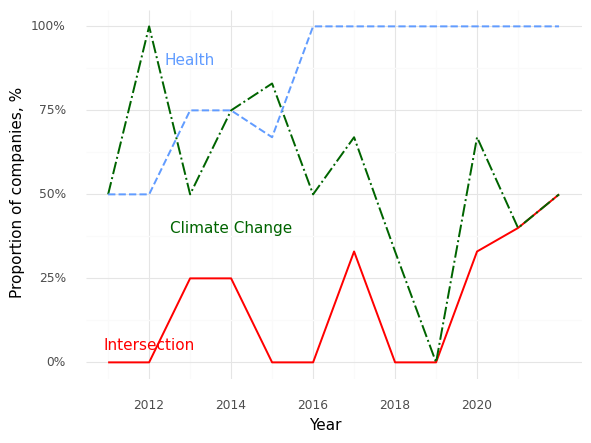 100%
Health
75%
50%
Climate Change
25%
Intersection
0%
2012 2014 2016 2018 2020
Year
Proportion of companies, %